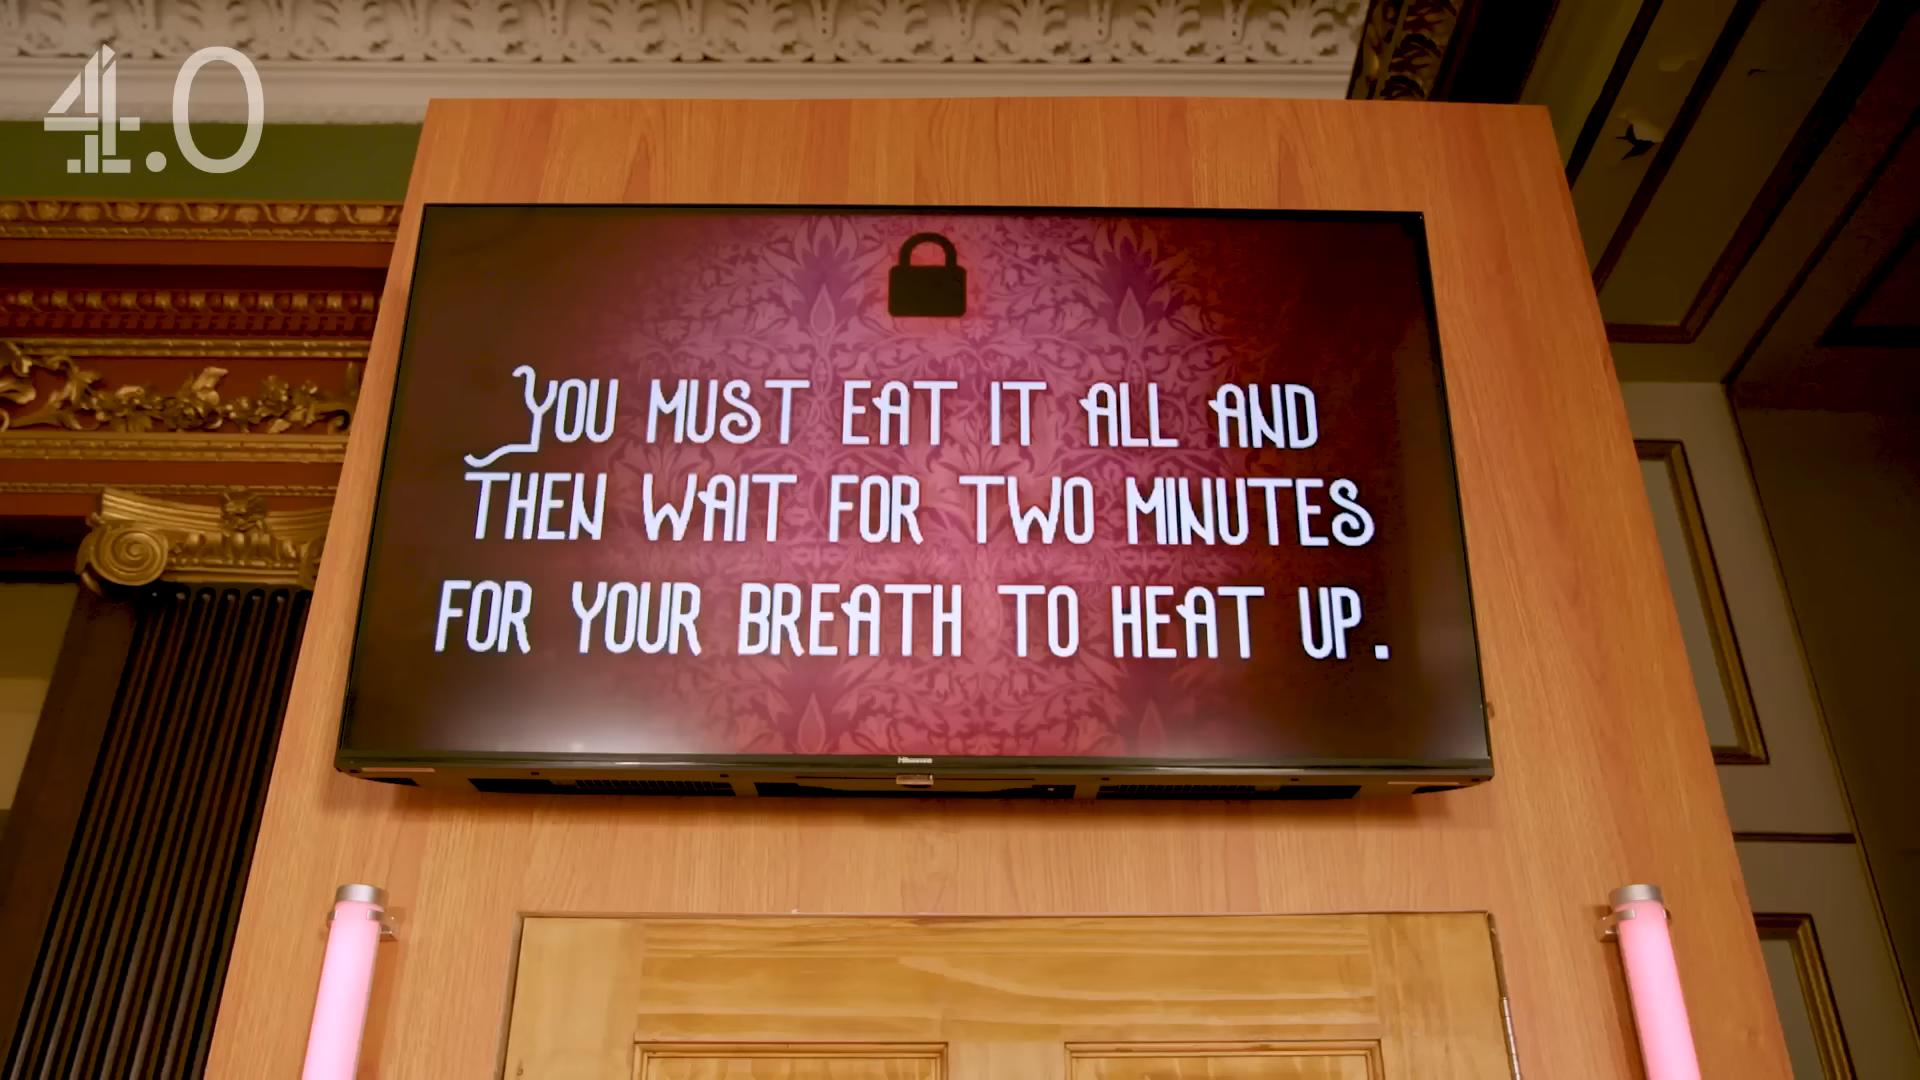 4.0
YOU MUST EAT IT ALL AND
THEN WAIT FOR TWO MINUTES
FOR YOUR BREATH TO HEAT UP.
Hisense